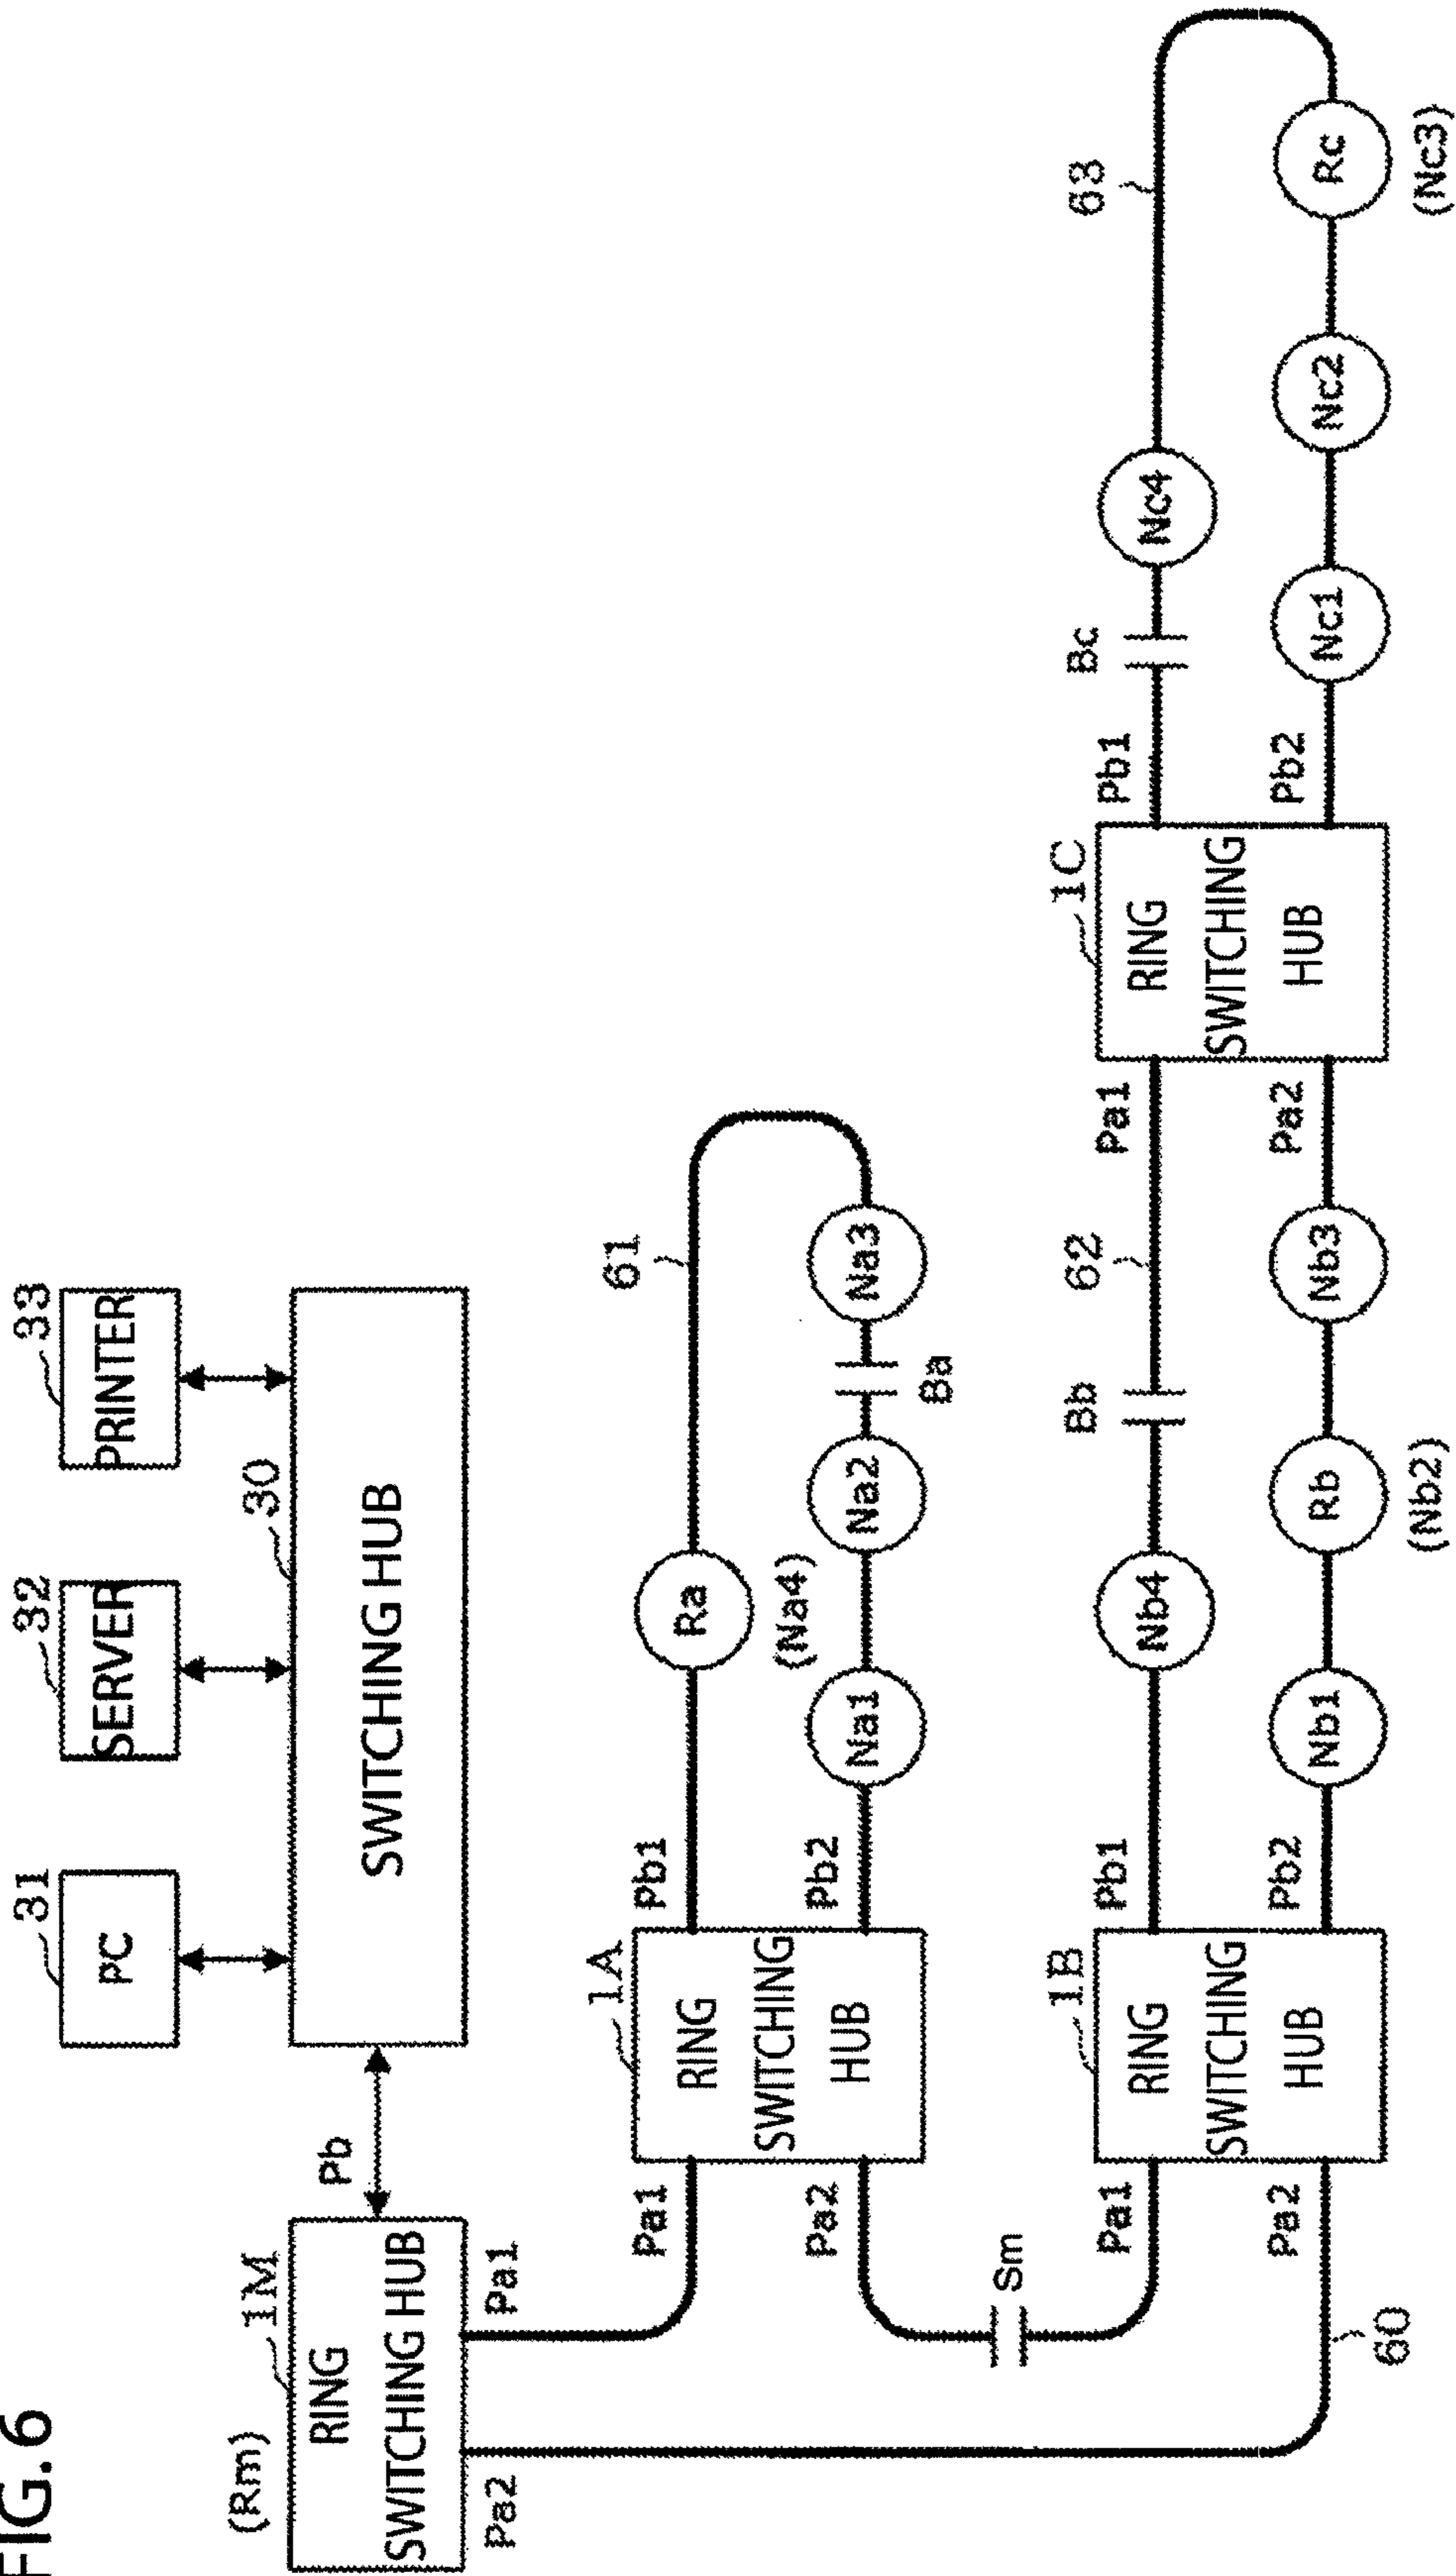 FIG. 6
31
PC
32
SERVER
33
PRINTER
30
SWITCHING HUB
Pb
(Rm)
1M
RING
SWITCHING HUB
Pa1
Pa2
1A
RING
SWITCHING
HUB
Pa1
Pa2
Pb1
Pb2
Ra
(Na4)
Na1
Na2
Ba
Na3
61
Sm
60
1B
RING
SWITCHING
HUB
Pa1
Pa2
Pb1
Pb2
Nb4
Bb
62
Nb1
Rb
(Nb2)
Nb3
1C
RING
SWITCHING
HUB
Pa1
Pa2
Pb1
Pb2
Bc
Nc4
63
Nc1
Nc2
Rc
(Nc3)